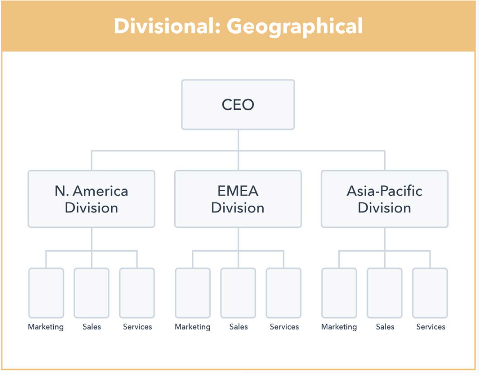 Divisional: Geographical
CEO
N. America
Division
EMEA
Division
Asia-Pacific
Division
Marketing Sales Services
Marketing Sales Services
Marketing Sales Services